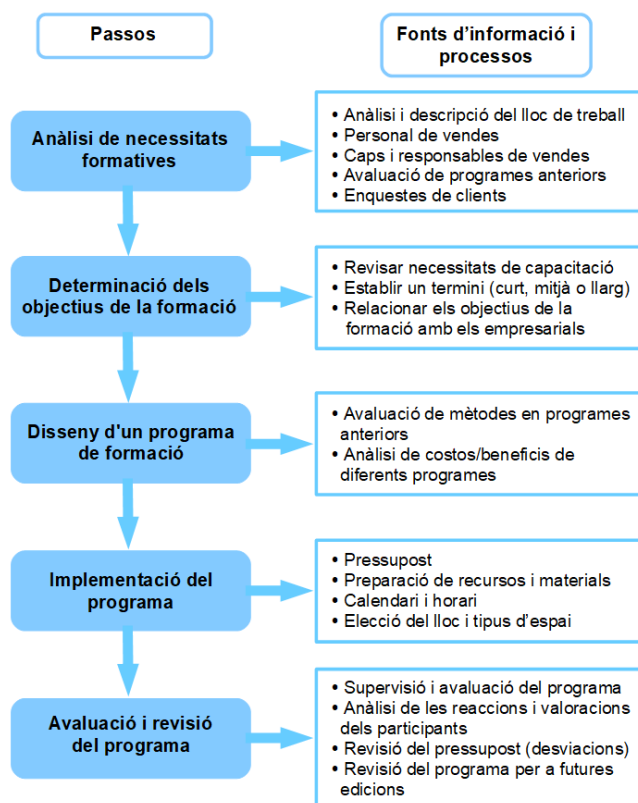 Passos
Fonts d’informació i
processos
Anàlisi de necessitats
formatives
• Anàlisi i descripció del lloc de treball
• Personal de vendes
• Caps i responsables de vendes
• Avaluació de programes anteriors
• Enquestes de clients
Determinació dels
objectius de la formació
• Revisar necessitats de capacitació
• Establir un termini (curt, mitjà o llarg)
• Relacionar els objectius de la
formació amb els empresarials
Disseny d'un programa
de formació
• Avaluació de mètodes en programes
anteriors
• Anàlisi de costos/beneficis de
diferents programes
Implementació del
programa
• Pressupost
• Preparació de recursos i materials
• Calendari i horari
• Elecció del lloc i tipus d’espai
Avaluació i revisió
del programa
• Supervisió i avaluació del programa
• Anàlisi de les reaccions i valoracions
dels participants
• Revisió del pressupost (desviacions)
• Revisió del programa per a futures
edicions